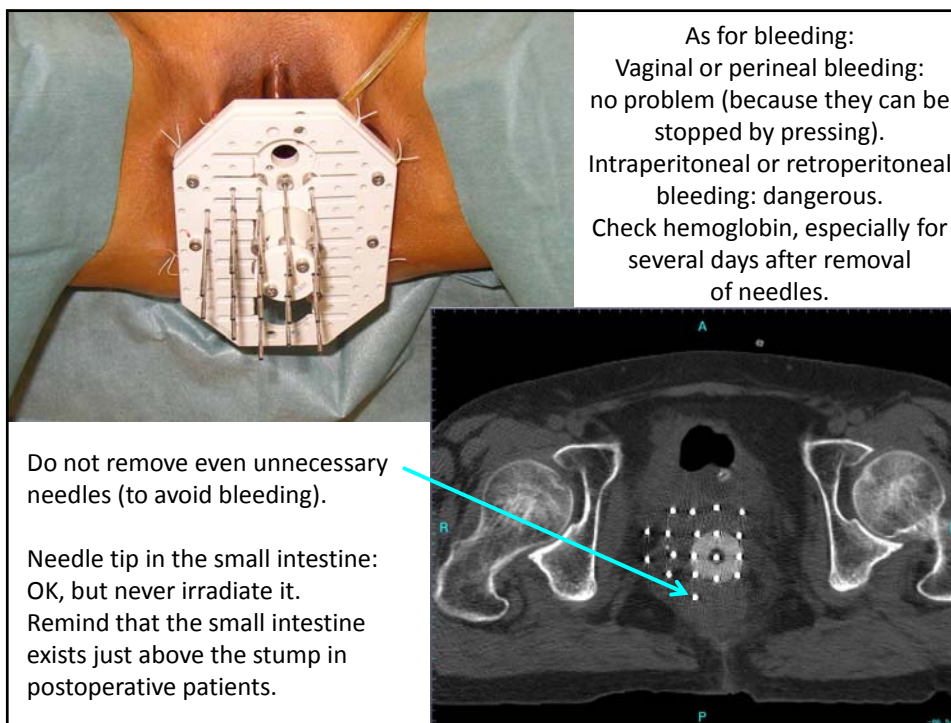 As for bleeding:
Vaginal or perineal bleeding:
no problem (because they can be
stopped by pressing).
Intraperitoneal or retroperitoneal
bleeding: dangerous.
Check hemoglobin, especially for
several days after removal
of needles.
A
Do not remove even unnecessary
needles (to avoid bleeding).
R
Needle tip in the small intestine:
OK, but never irradiate it.
Remind that the small intestine
exists just above the stump in
postoperative patients.
P